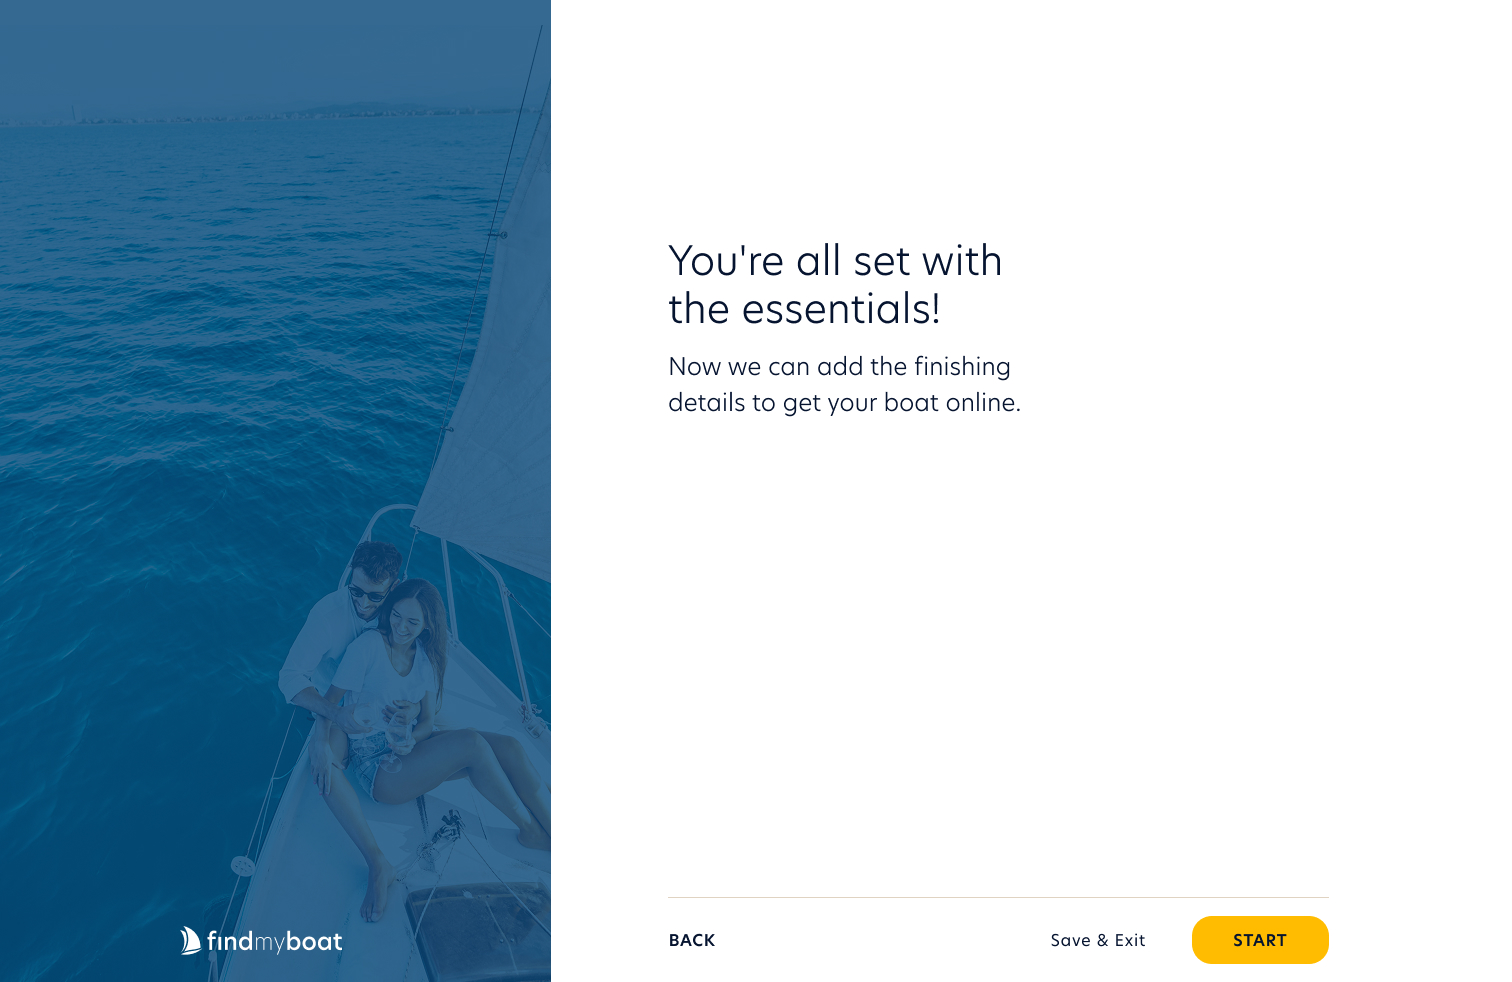 You're all set with
the essentials!
Now we can add the finishing
details to get your boat online.
findmyboat
BACK
Save & Exit
START